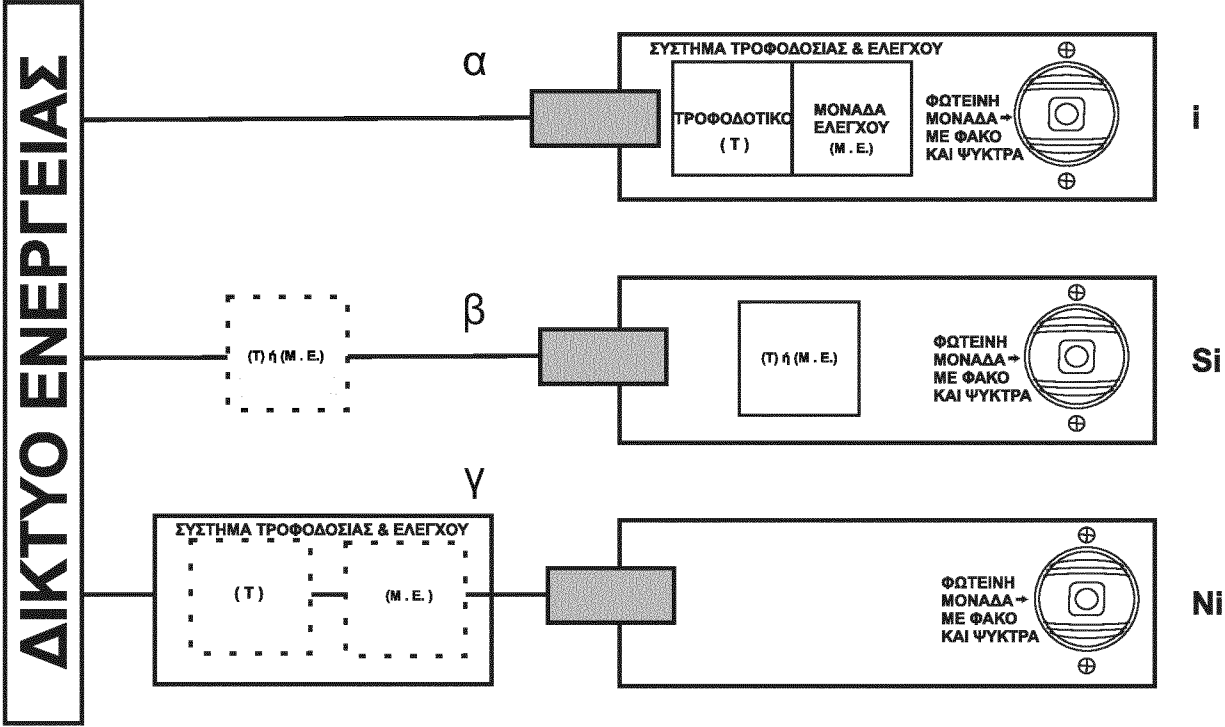 ΔΙΚΤΥΟ ΕΝΕΡΓΕΙΑΣ
α
ΣΥΣΤΗΜΑ ΤΡΟΦΟΔΟΣΙΑΣ & ΕΛΕΓΧΟΥ
ΤΡΟΦΟΔΟΤΙΚΟ
( Τ )
ΜΟΝΑΔΑ
ΕΛΕΓΧΟΥ
(Μ . Ε.)
ΦΩΤΕΙΝΗ
ΜΟΝΑΔΑ
ΜΕ ΦΑΚΟ
ΚΑΙ ΨΥΚΤΡΑ
i
β
(Τ) ή (Μ . Ε.)
(Τ) ή (Μ . Ε.)
ΦΩΤΕΙΝΗ
ΜΟΝΑΔΑ
ΜΕ ΦΑΚΟ
ΚΑΙ ΨΥΚΤΡΑ
Si
γ
ΣΥΣΤΗΜΑ ΤΡΟΦΟΔΟΣΙΑΣ & ΕΛΕΓΧΟΥ
( Τ )
(Μ . Ε. )
ΦΩΤΕΙΝΗ
ΜΟΝΑΔΑ
ΜΕ ΦΑΚΟ
ΚΑΙ ΨΥΚΤΡΑ
Ni